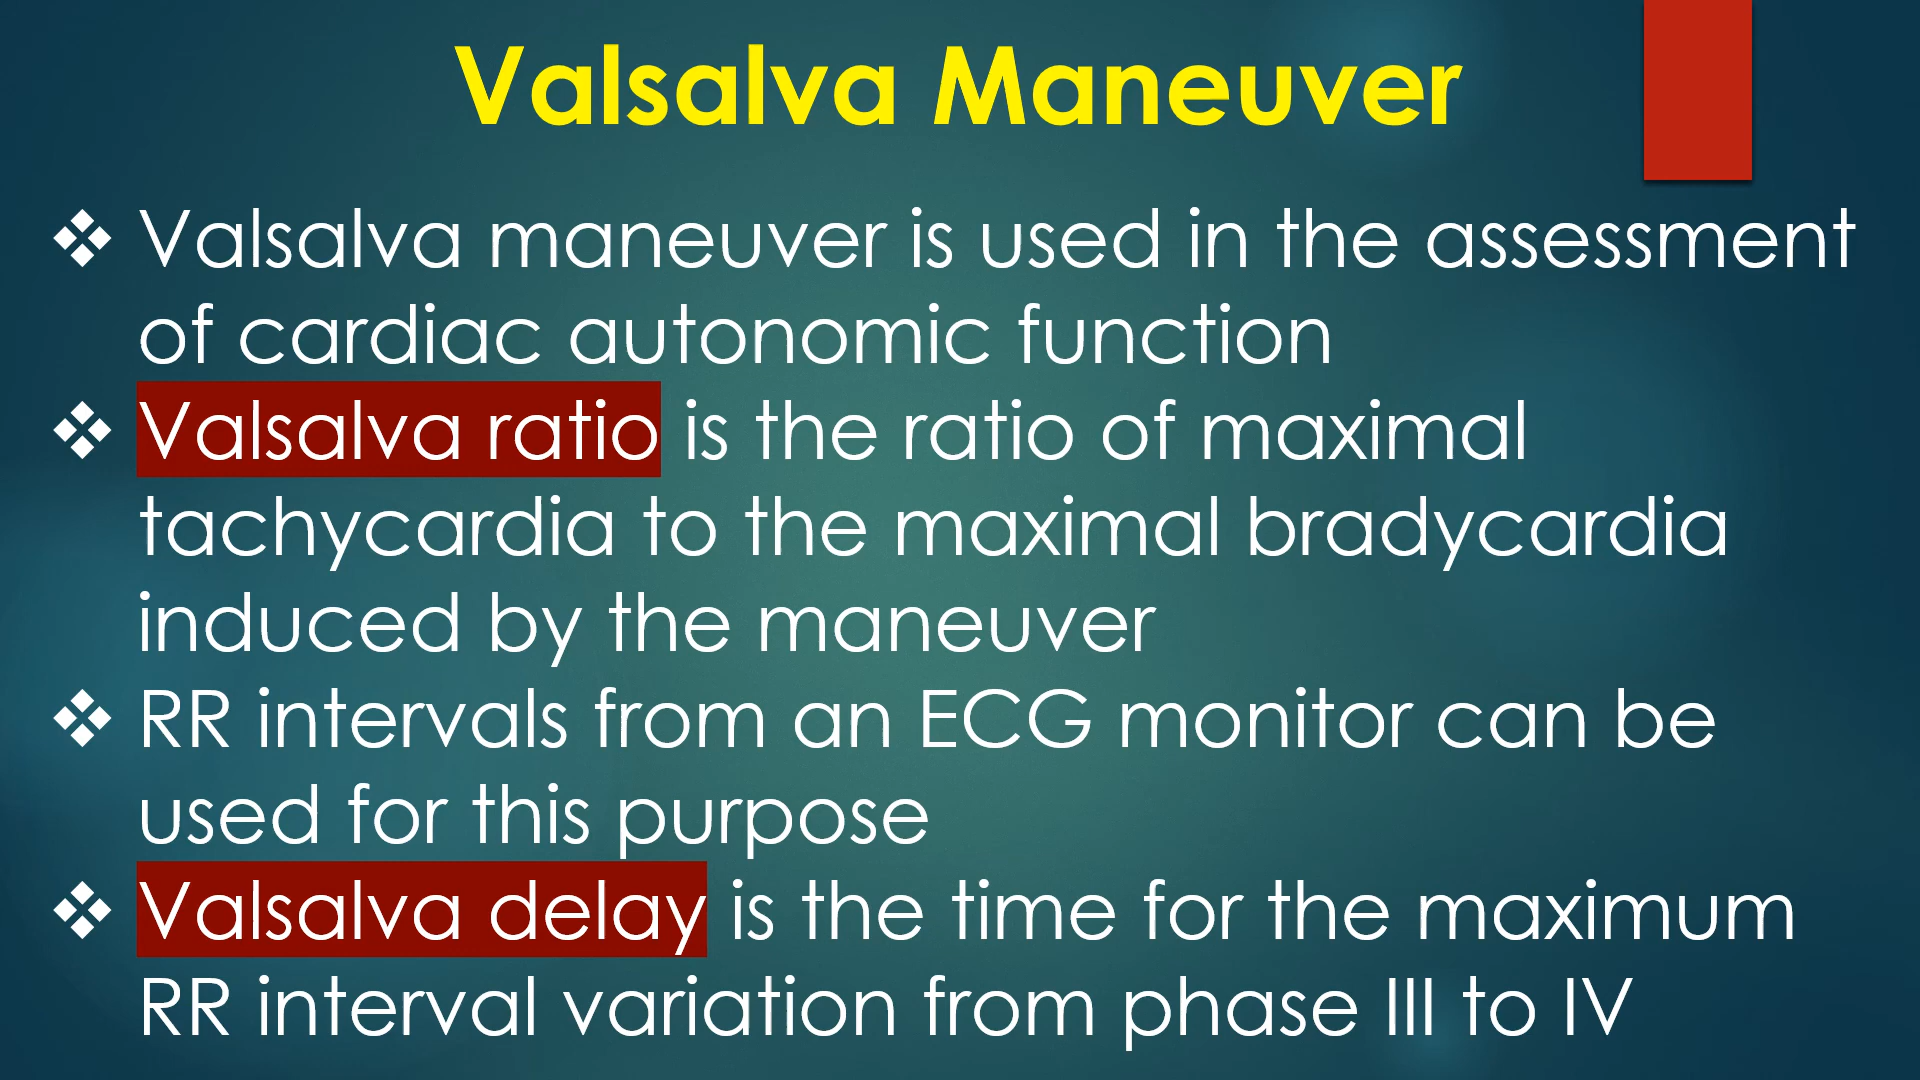 Valsalva Maneuver
❖ Valsalva maneuver is used in the assessment
of cardiac autonomic function
❖ Valsalva ratio is the ratio of maximal
tachycardia to the maximal bradycardia
induced by the maneuver
❖ RR intervals from an ECG monitor can be
used for this purpose
❖ Valsalva delay is the time for the maximum
RR interval variation from phase III to IV